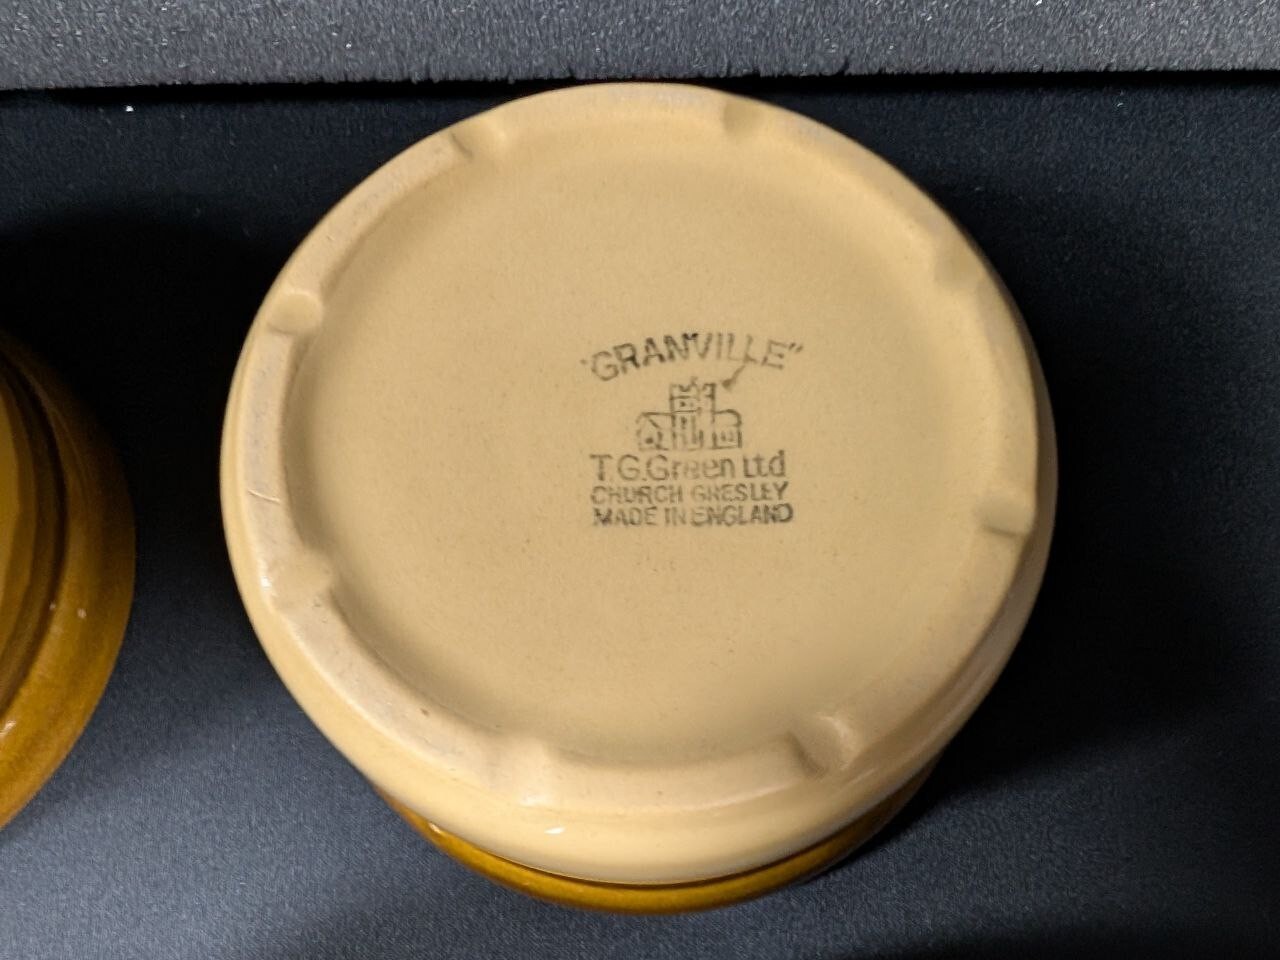 "GRANVILLE"
T.G.Green Ltd
CHURCH GRESLEY
MADE IN ENGLAND